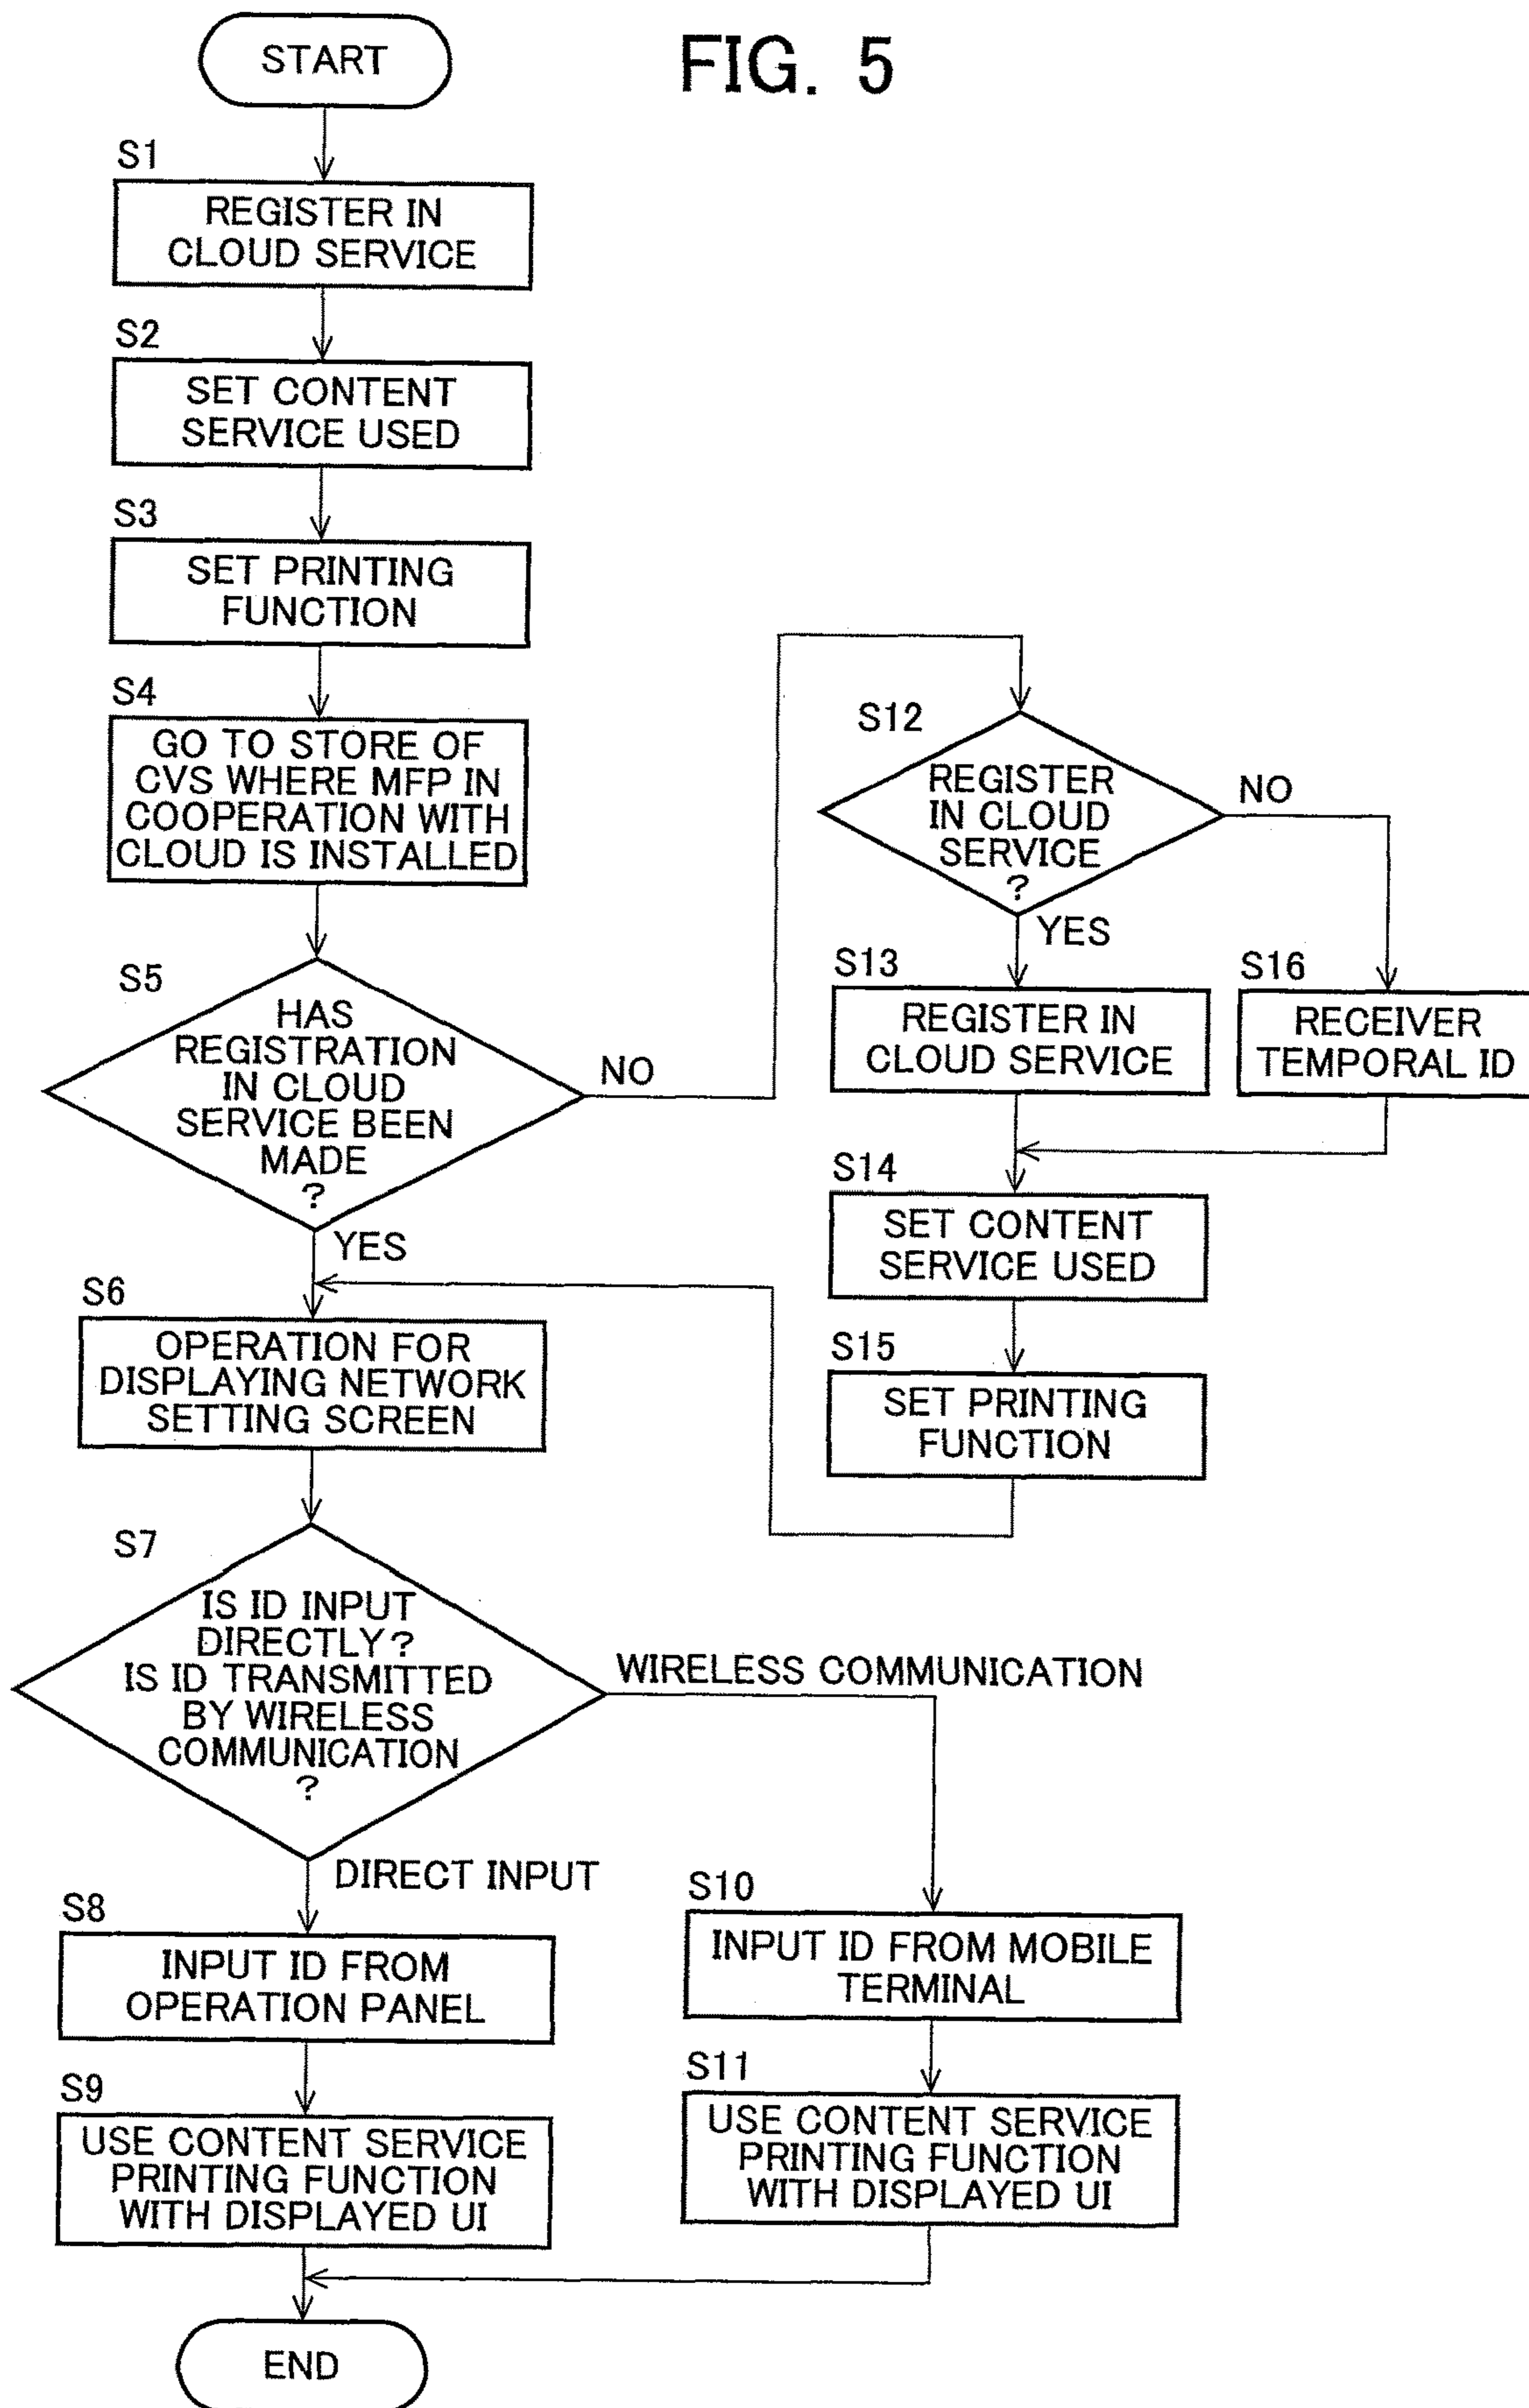 FIG. 5
START
S1
REGISTER IN
CLOUD SERVICE
S2
SET CONTENT
SERVICE USED
S3
SET PRINTING
FUNCTION
S4
GO TO STORE OF
CVS WHERE MFP IN
COOPERATION WITH
CLOUD IS INSTALLED
S5
HAS
REGISTRATION
IN CLOUD
SERVICE BEEN
MADE
?
NO
YES
S6
OPERATION FOR
DISPLAYING NETWORK
SETTING SCREEN
S7
IS ID INPUT
DIRECTLY?
IS ID TRANSMITTED
BY WIRELESS
COMMUNICATION
?
WIRELESS COMMUNICATION
DIRECT INPUT
S8
INPUT ID FROM
OPERATION PANEL
S9
USE CONTENT SERVICE
PRINTING FUNCTION
WITH DISPLAYED UI
S10
INPUT ID FROM MOBILE
TERMINAL
S11
USE CONTENT SERVICE
PRINTING FUNCTION
WITH DISPLAYED UI
END
S12
REGISTER
IN CLOUD
SERVICE
?
NO
YES
S13
REGISTER IN
CLOUD SERVICE
S16
RECEIVER
TEMPORAL ID
S14
SET CONTENT
SERVICE USED
S15
SET PRINTING
FUNCTION